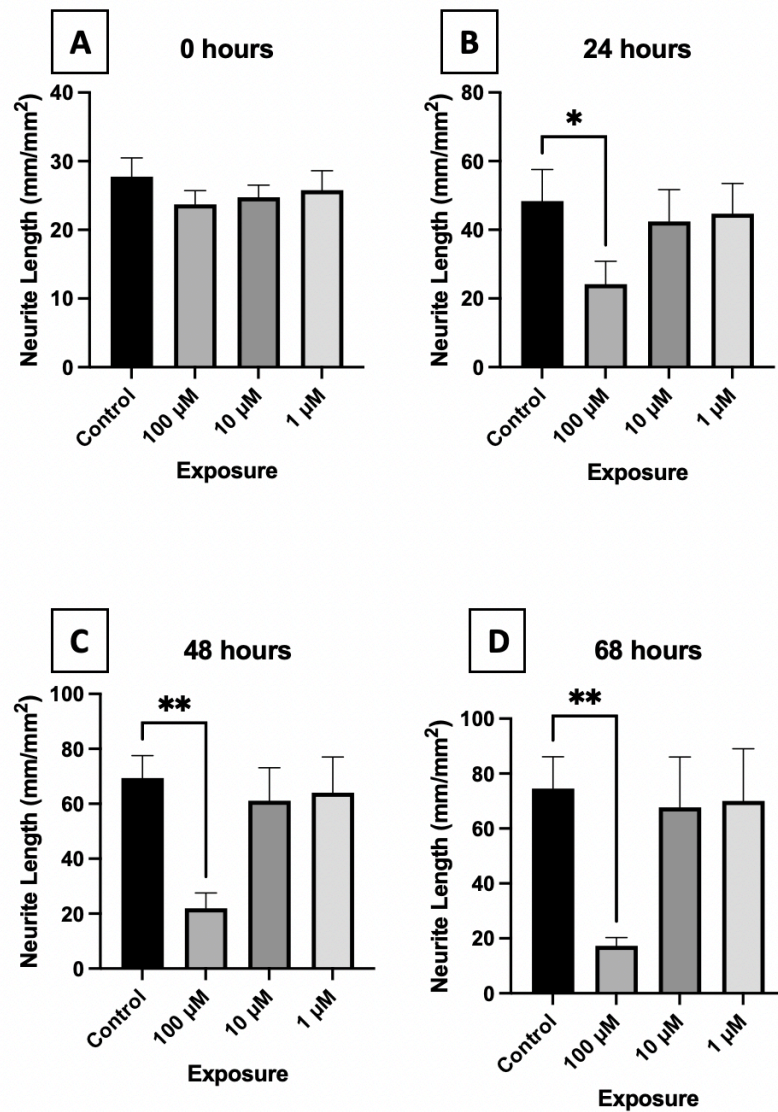 A
0 hours
Neurite Length (mm/mm²)
40
30
20
10
0
Control
100 µM
10 µM
1 µM
Exposure
B
24 hours
*
Neurite Length (mm/mm²)
80
60
40
20
0
Control
100 µM
10 µM
1 µM
Exposure
C
48 hours
**
Neurite Length (mm/mm²)
100
80
60
40
20
0
Control
100 µM
10 µM
1 µM
Exposure
D
68 hours
**
Neurite Length (mm/mm²)
100
80
60
40
20
0
Control
100 µM
10 µM
1 µM
Exposure